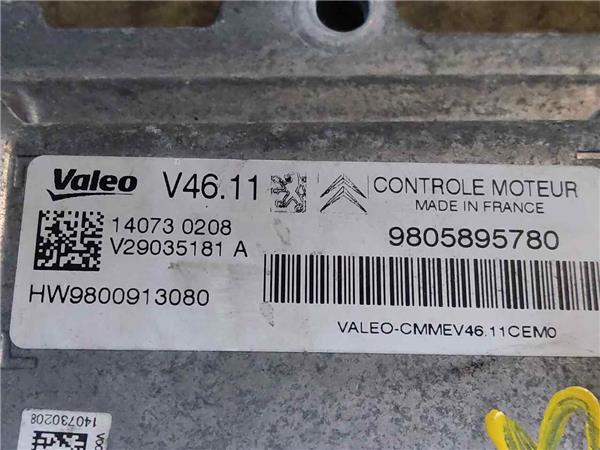 Valeo V46.11 CONTROLE MOTEUR
MADE IN FRANCE
14073 0208
V29035181 A
9805895780
HW9800913080
VALEO-CMMEV46.11CEM0
140730208